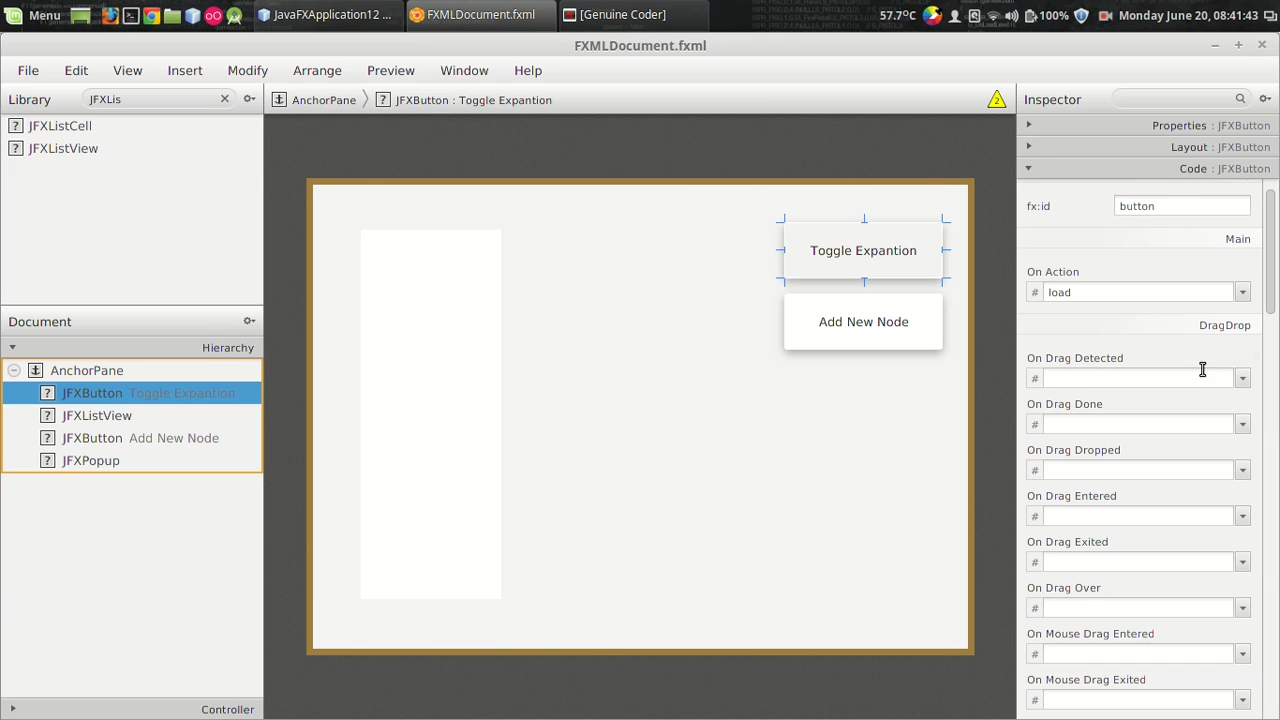 Menu JavaFXApplication12 ... FXMLDocument.fxml [Genuine Coder] 57.7°C 100% Monday June 20, 08:41:43
FXMLDocument.fxml
File Edit View Insert Modify Arrange Preview Window Help
Library JFXLis AnchorPane JFXButton : Toggle Expantion 2 Inspector
JFXListCell
JFXListView
Properties : JFXButton
Layout : JFXButton
Code : JFXButton
fx:id button
Main
On Action
# load
DragDrop
On Drag Detected
#
On Drag Done
#
On Drag Dropped
#
On Drag Entered
#
On Drag Exited
#
On Drag Over
#
On Mouse Drag Entered
#
On Mouse Drag Exited
#
Toggle Expantion
Add New Node
Document
Hierarchy
AnchorPane
? JFXButton Toggle Expantion
? JFXListView
? JFXButton Add New Node
? JFXPopup
Controller